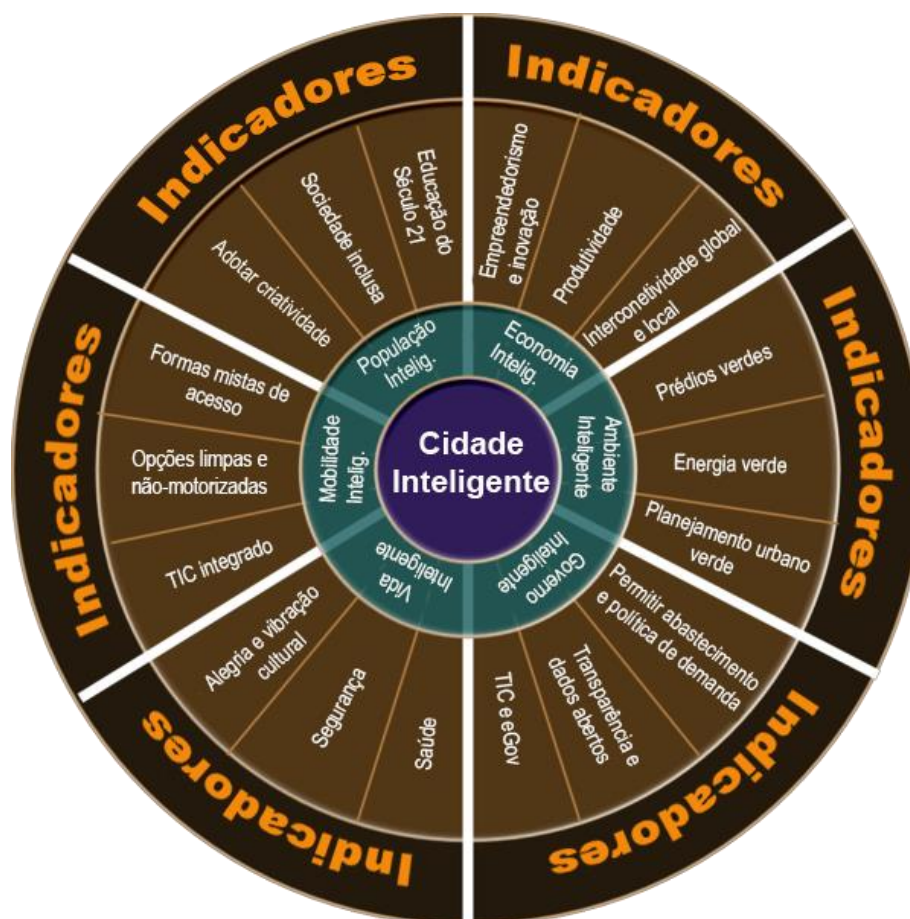 Indicadores
Indicadores
Indicadores
Indicadores
Indicadores
Indicadores
Cidade
Inteligente
Economia
Intelig.
Empreendedorismo
e inovação
Produtividade
Interconetividade global
e local
Ambiente
Inteligente
Prédios verdes
Energia verde
Planejamento urbano
verde
Governo
Inteligente
Permitir abastecimento
e política de demanda
Transparência e
dados abertos
TIC e eGov
Vida
Inteligente
Saúde
Segurança
Alegria e vibração
cultural
Mobilidade
Intelig.
TIC integrado
Opções limpas e
não-motorizadas
Formas mistas de
acesso
População
Intelig.
Adotar criatividade
Sociedade inclusa
Educação do
Século 21